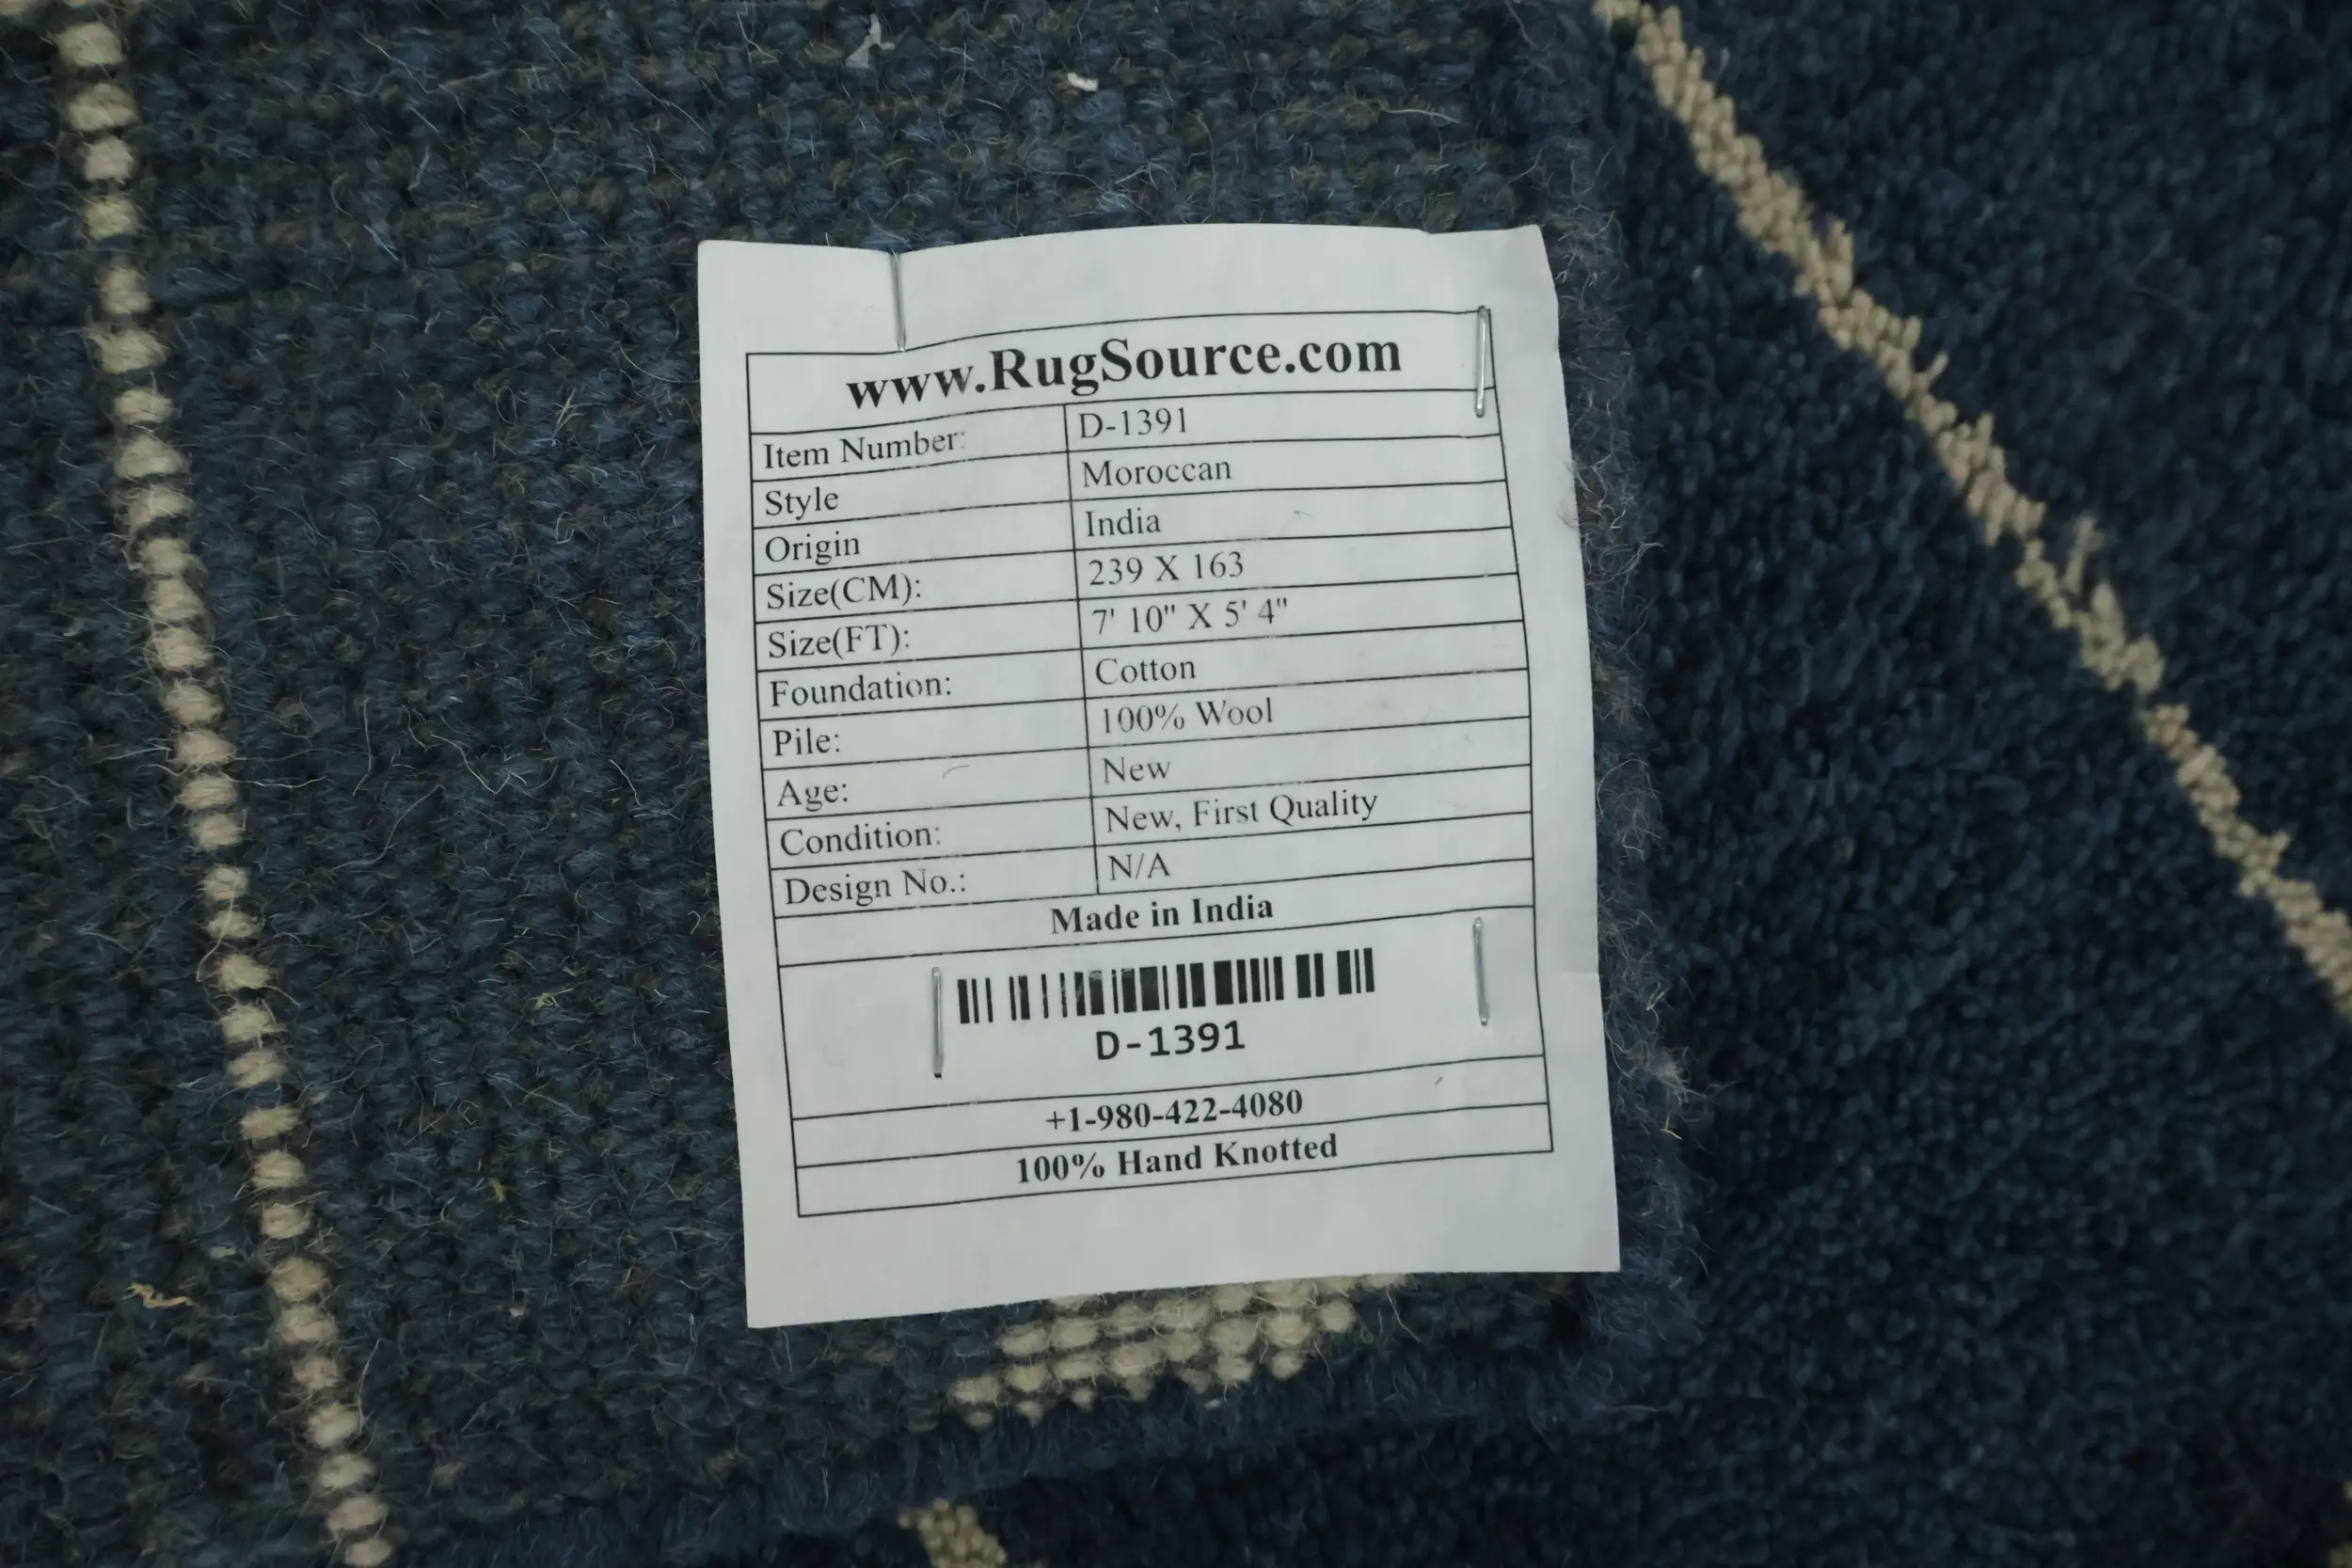 www.RugSource.com
Item Number: D-1391
Style Moroccan
Origin India
Size(CM): 239 X 163
Size(FT): 7' 10" X 5' 4"
Foundation: Cotton
Pile: 100% Wool
Age: New
Condition: New, First Quality
Design No.: N/A
Made in India
D-1391
+1-980-422-4080
100% Hand Knotted